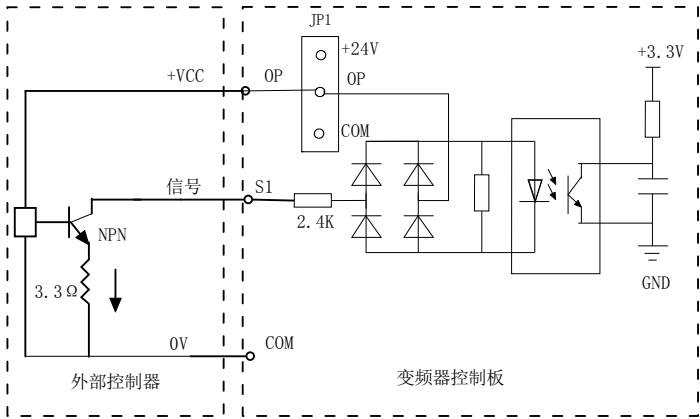 JP1
+24V
+3.3V
+VCC
OP
OP
COM
信号
S1
2.4K
NPN
3.3Ω
GND
0V
COM
外部控制器
变频器控制板